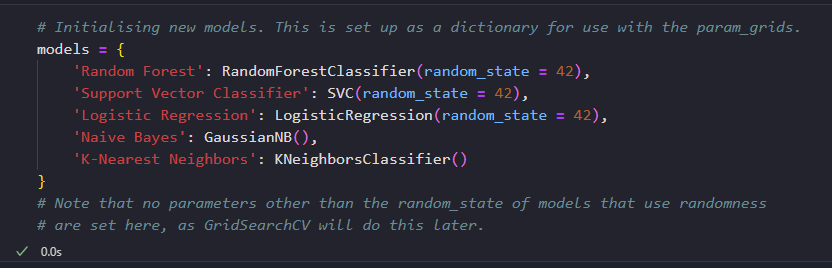 # Initialising new models. This is set up as a dictionary for use with the param_grids.
models = {
    'Random Forest': RandomForestClassifier(random_state = 42),
    'Support Vector Classifier': SVC(random_state = 42),
    'Logistic Regression': LogisticRegression(random_state = 42),
    'Naive Bayes': GaussianNB(),
    'K-Nearest Neighbors': KNeighborsClassifier()
}
# Note that no parameters other than the random_state of models that use randomness
# are set here, as GridSearchCV will do this later.
✓ 0.0s